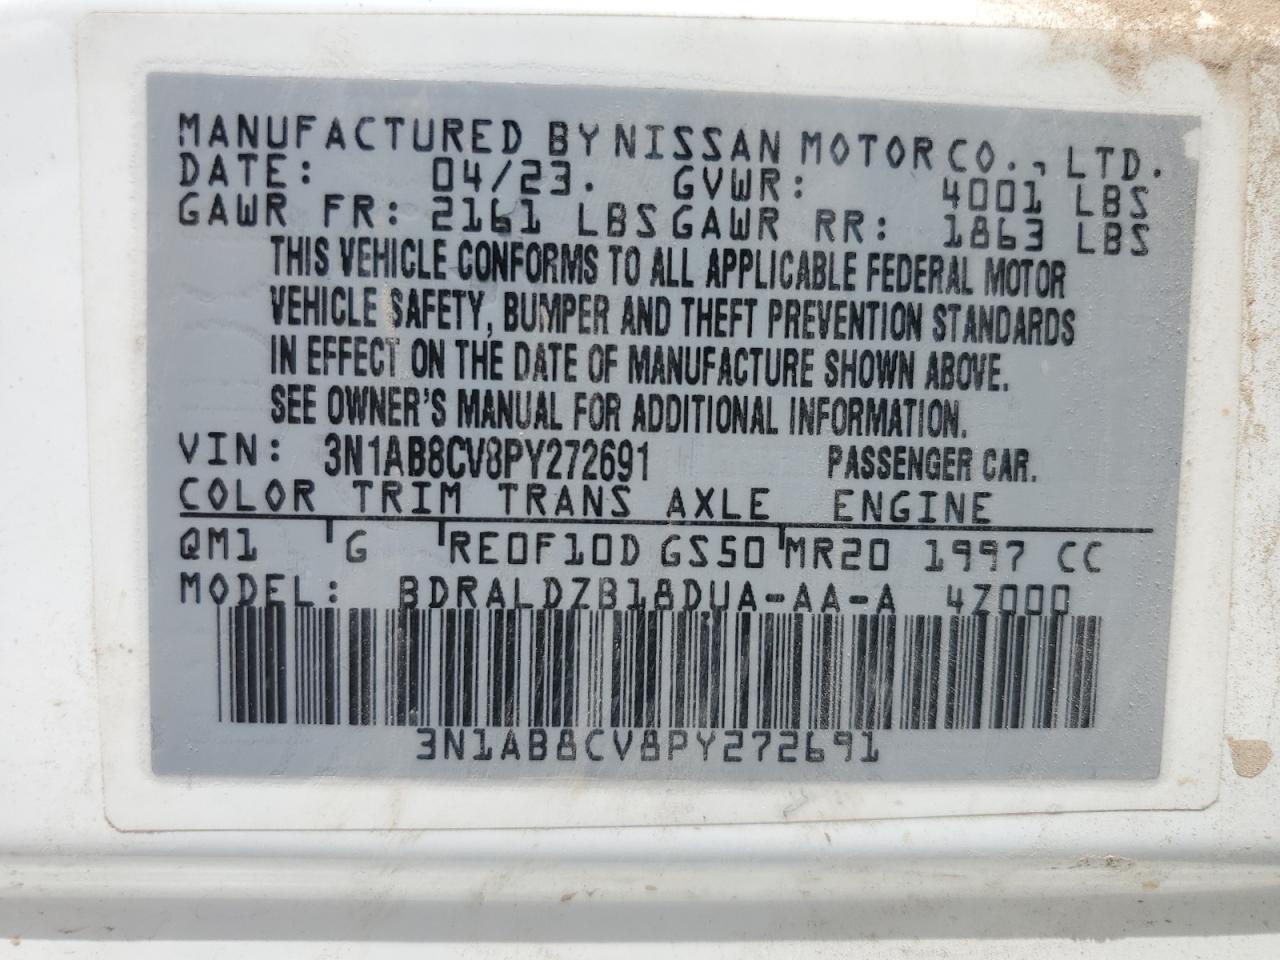 MANUFACTURED BY NISSAN MOTOR CO., LTD.
DATE: 04/23. GVWR: 4001 LBS
GAWR FR: 2161 LBS GAWR RR: 1863 LBS
THIS VEHICLE CONFORMS TO ALL APPLICABLE FEDERAL MOTOR
VEHICLE SAFETY, BUMPER AND THEFT PREVENTION STANDARDS
IN EFFECT ON THE DATE OF MANUFACTURE SHOWN ABOVE.
SEE OWNER'S MANUAL FOR ADDITIONAL INFORMATION.
VIN: 3N1AB8CV8PY272691 PASSENGER CAR.
COLOR TRIM TRANS AXLE ENGINE
QM1 G RE0F10D GS50 MR20 1997 CC
MODEL: BDRALDZB18DUA-AA-A 4Z000
3N1AB8CV8PY272691